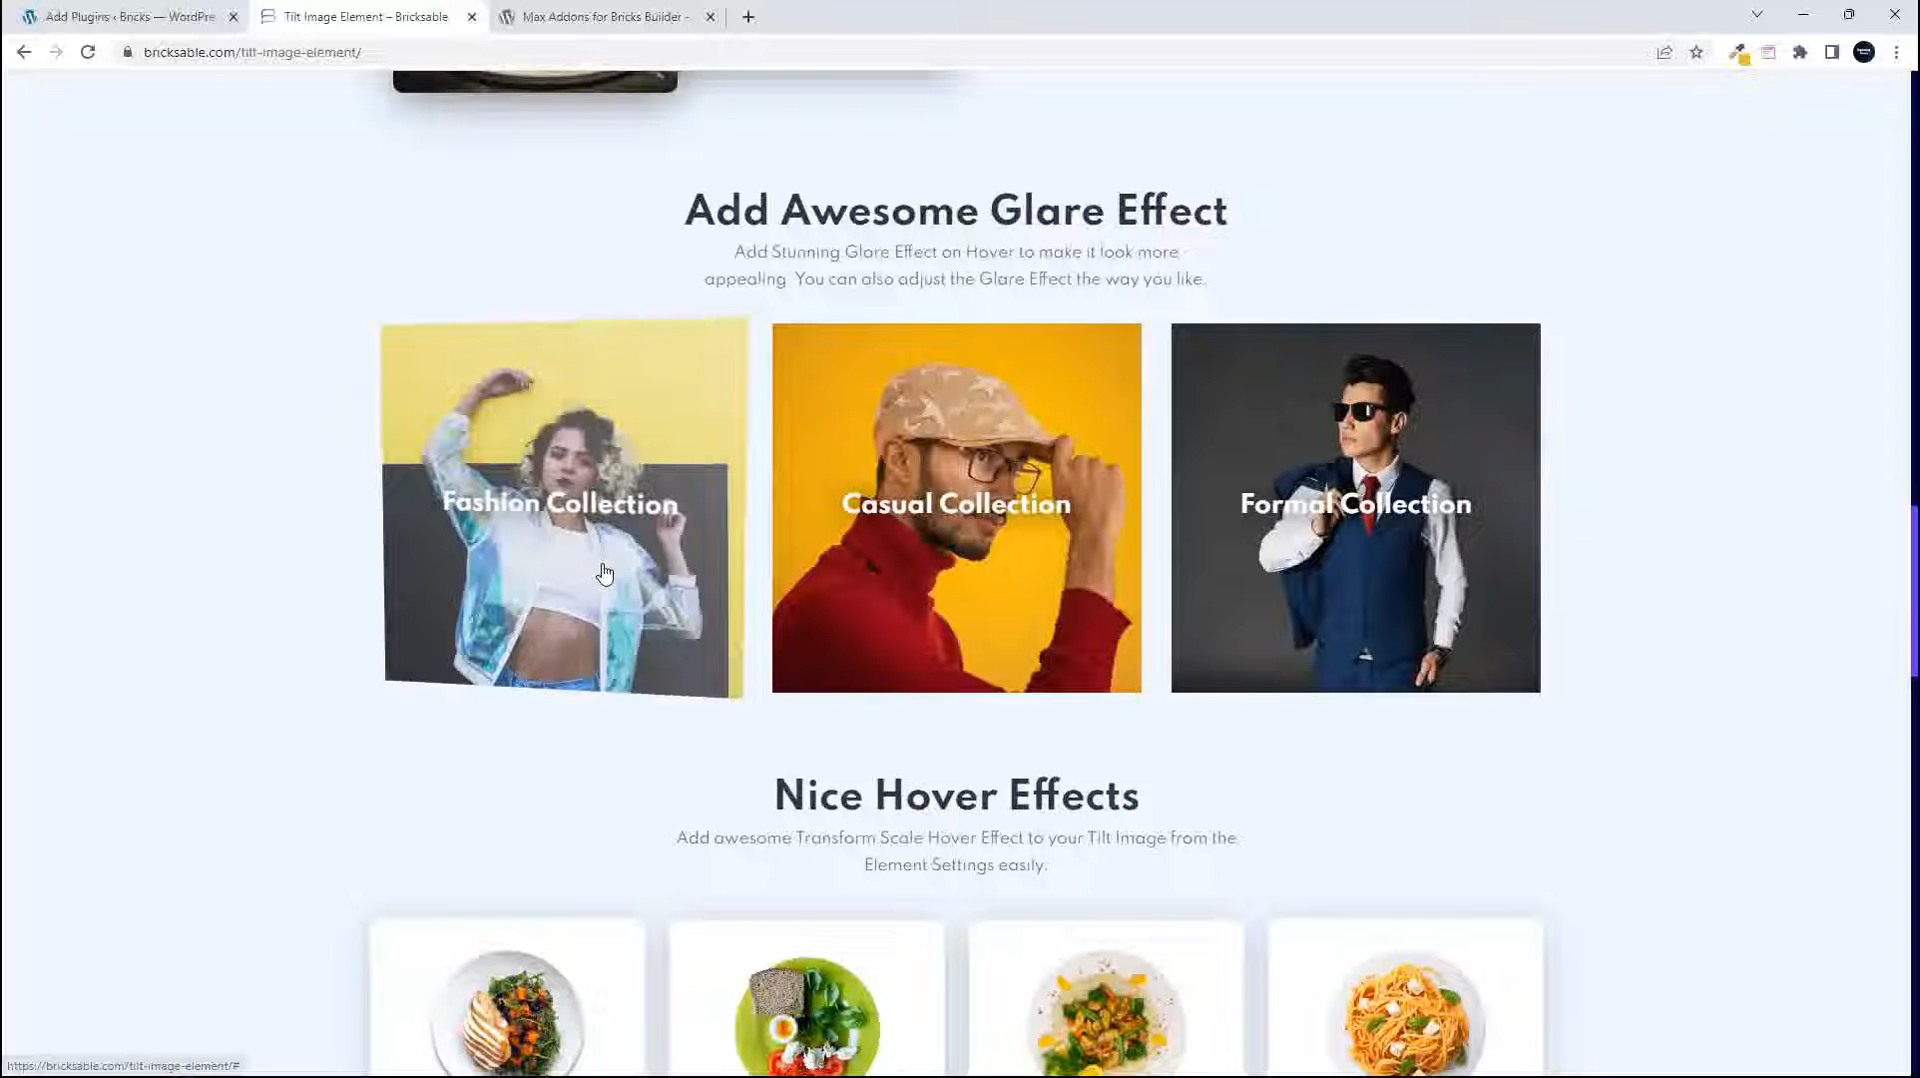 Add Plugins ‹ Bricks — WordPre
Tilt Image Element – Bricksable
Max Addons for Bricks Builder -
bricksable.com/tilt-image-element/
Add Awesome Glare Effect
Add Stunning Glare Effect on Hover to make it look more
appealing. You can also adjust the Glare Effect the way you like.
Fashion Collection
Casual Collection
Formal Collection
Nice Hover Effects
Add awesome Transform Scale Hover Effect to your Tilt Image from the
Element Settings easily.
https://bricksable.com/tilt-image-element/#